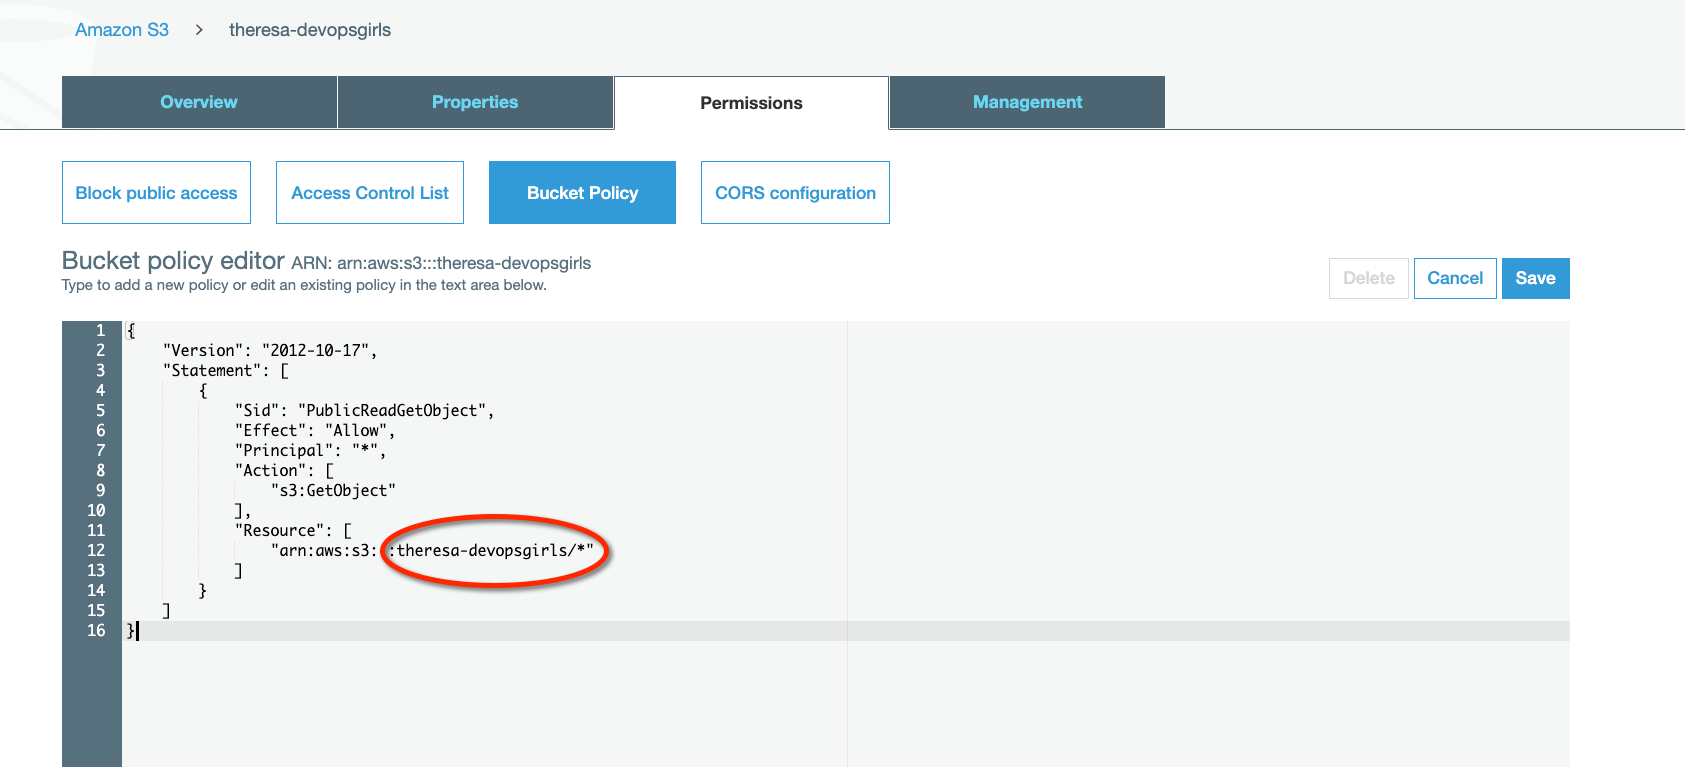 Amazon S3 > theresa-devopsgirls
Overview Properties Permissions Management
Block public access Access Control List Bucket Policy CORS configuration
Bucket policy editor ARN: arn:aws:s3:::theresa-devopsgirls
Type to add a new policy or edit an existing policy in the text area below.
Delete Cancel Save
1 {
2     "Version": "2012-10-17",
3     "Statement": [
4         {
5             "Sid": "PublicReadGetObject",
6             "Effect": "Allow",
7             "Principal": "*",
8             "Action": [
9                 "s3:GetObject"
10             ],
11             "Resource": [
12                 "arn:aws:s3:::theresa-devopsgirls/*"
13             ]
14         }
15     ]
16 }